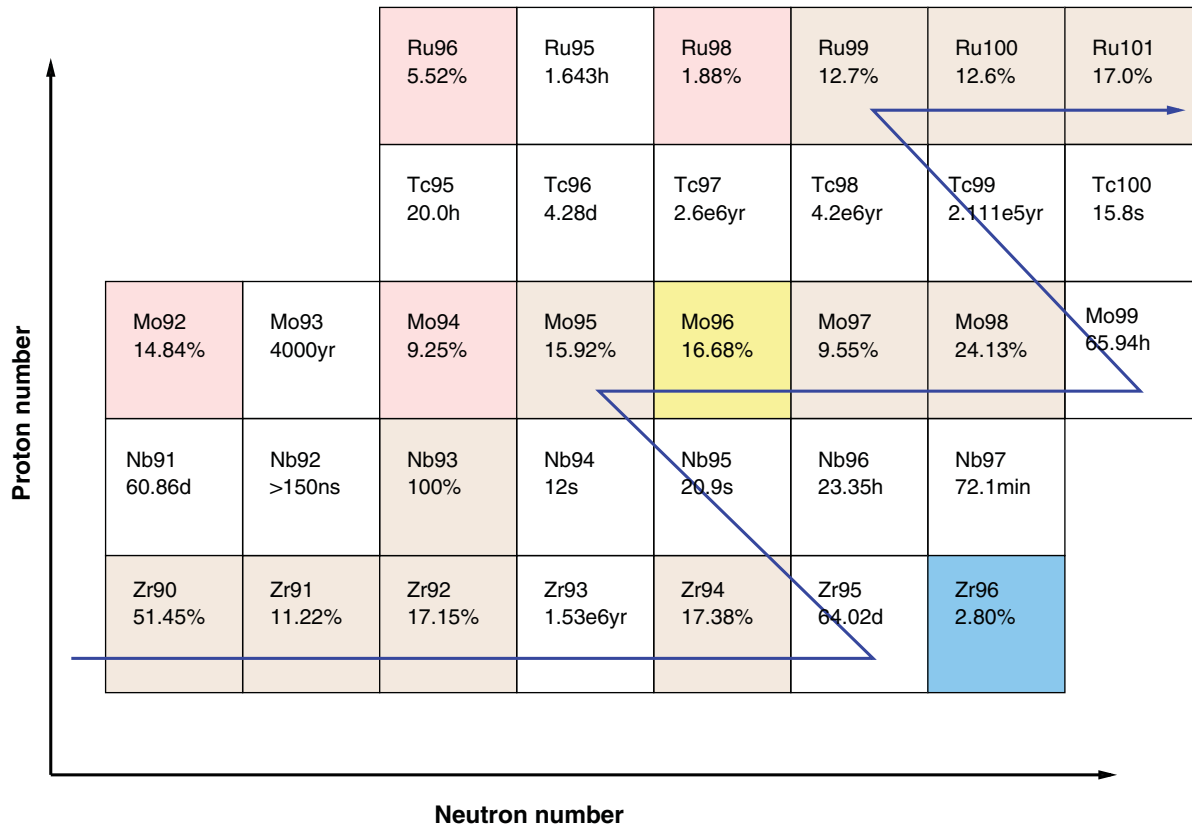 Ru96
5.52%
Ru95
1.643h
Ru98
1.88%
Ru99
12.7%
Ru100
12.6%
Ru101
17.0%
Tc95
20.0h
Tc96
4.28d
Tc97
2.6e6yr
Tc98
4.2e6yr
Tc99
2.111e5yr
Tc100
15.8s
Mo92
14.84%
Mo93
4000yr
Mo94
9.25%
Mo95
15.92%
Mo96
16.68%
Mo97
9.55%
Mo98
24.13%
Mo99
65.94h
Nb91
60.86d
Nb92
>150ns
Nb93
100%
Nb94
12s
Nb95
20.9s
Nb96
23.35h
Nb97
72.1min
Zr90
51.45%
Zr91
11.22%
Zr92
17.15%
Zr93
1.53e6yr
Zr94
17.38%
Zr95
64.02d
Zr96
2.80%
Proton number
Neutron number